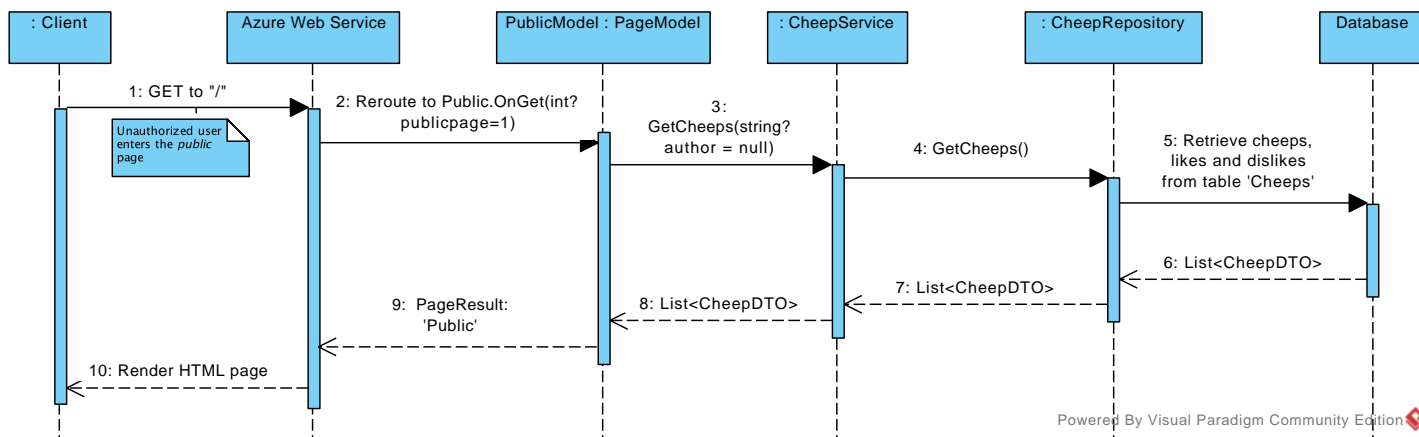 : Client
Azure Web Service
PublicModel : PageModel
: CheepService
: CheepRepository
Database
1: GET to "/"
Unauthorized user
enters the public
page
2: Reroute to Public.OnGet(int?
publicpage=1)
3:
GetCheeps(string?
author = null)
4: GetCheeps()
5: Retrieve cheeps,
likes and dislikes
from table 'Cheeps'
6: List<CheepDTO>
7: List<CheepDTO>
8: List<CheepDTO>
9: PageResult:
'Public'
10: Render HTML page
Powered By Visual Paradigm Community Edition